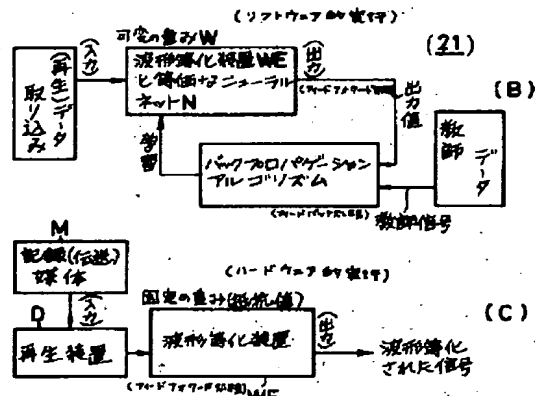 (ソフトウェア的実行)
(21)
可変の重みW
取り込み
(再生)データ
(入力)
波形等化装置WE
と等価なニューラル
ネットN
(出力)
(フィードフォワード処理)
(B)
出力値
学習
バックプロパゲーション
アルゴリズム
(フィードバック処理)
教師データ
教師信号
M
記録(伝送)
媒体
(入力)
D
再生装置
(ハードウェア的実行)
固定の重み(抵抗値)
波形等化装置
(出力)
(フィードフォワード処理)
WE
波形等化
された信号
(C)